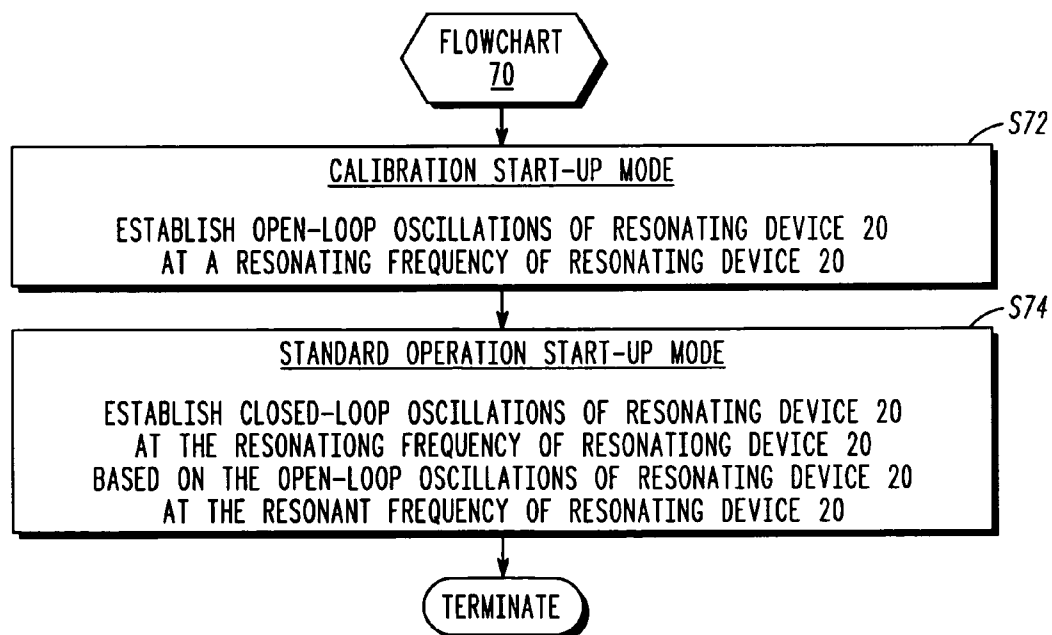 FLOWCHART
70
S72
CALIBRATION START-UP MODE
ESTABLISH OPEN-LOOP OSCILLATIONS OF RESONATING DEVICE 20
AT A RESONATING FREQUENCY OF RESONATING DEVICE 20
S74
STANDARD OPERATION START-UP MODE
ESTABLISH CLOSED-LOOP OSCILLATIONS OF RESONATING DEVICE 20
AT THE RESONATIONG FREQUENCY OF RESONATIONG DEVICE 20
BASED ON THE OPEN-LOOP OSCILLATIONS OF RESONATING DEVICE 20
AT THE RESONANT FREQUENCY OF RESONATING DEVICE 20
TERMINATE